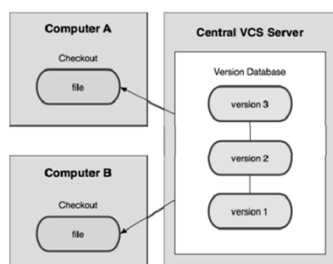 Computer A
Checkout
file
Computer B
Checkout
file
Central VCS Server
Version Database
version 3
version 2
version 1